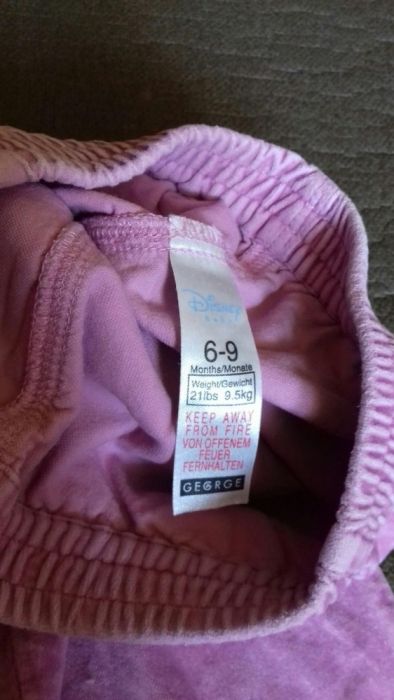 Disney
BABY
6-9
Months/Monate
Weight/Gewicht
21lbs 9.5kg
KEEP AWAY
FROM FIRE
VON OFFENEM
FEUER
FERNHALTEN
GEORGE